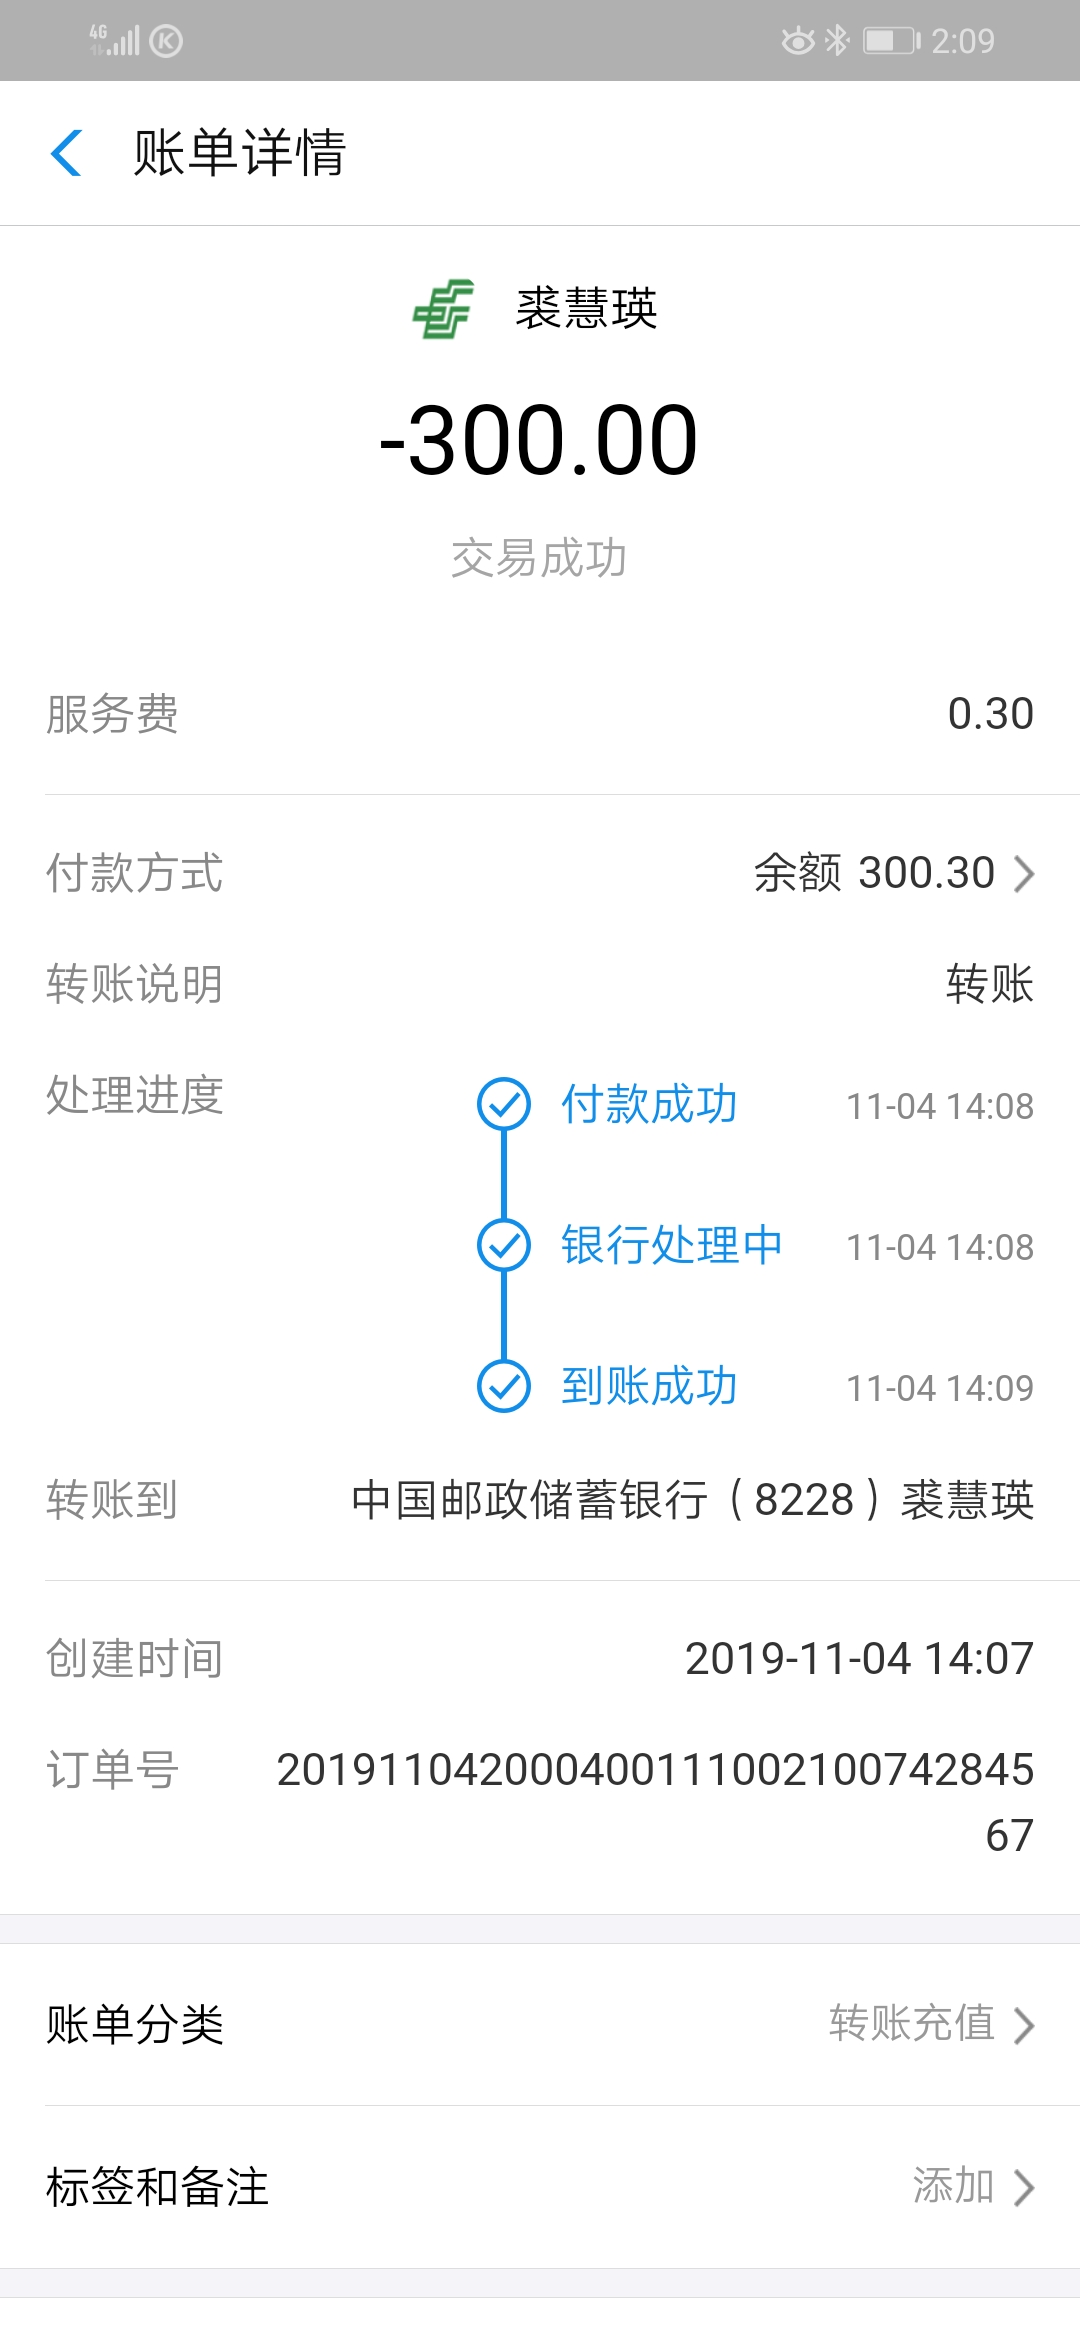 4G
2:09
账单详情
裘慧瑛
-300.00
交易成功
服务费 0.30
付款方式 余额 300.30
转账说明 转账
处理进度 付款成功 11-04 14:08
银行处理中 11-04 14:08
到账成功 11-04 14:09
转账到 中国邮政储蓄银行（8228）裘慧瑛
创建时间 2019-11-04 14:07
订单号 201911042000400111002100742845
67
账单分类 转账充值
标签和备注 添加